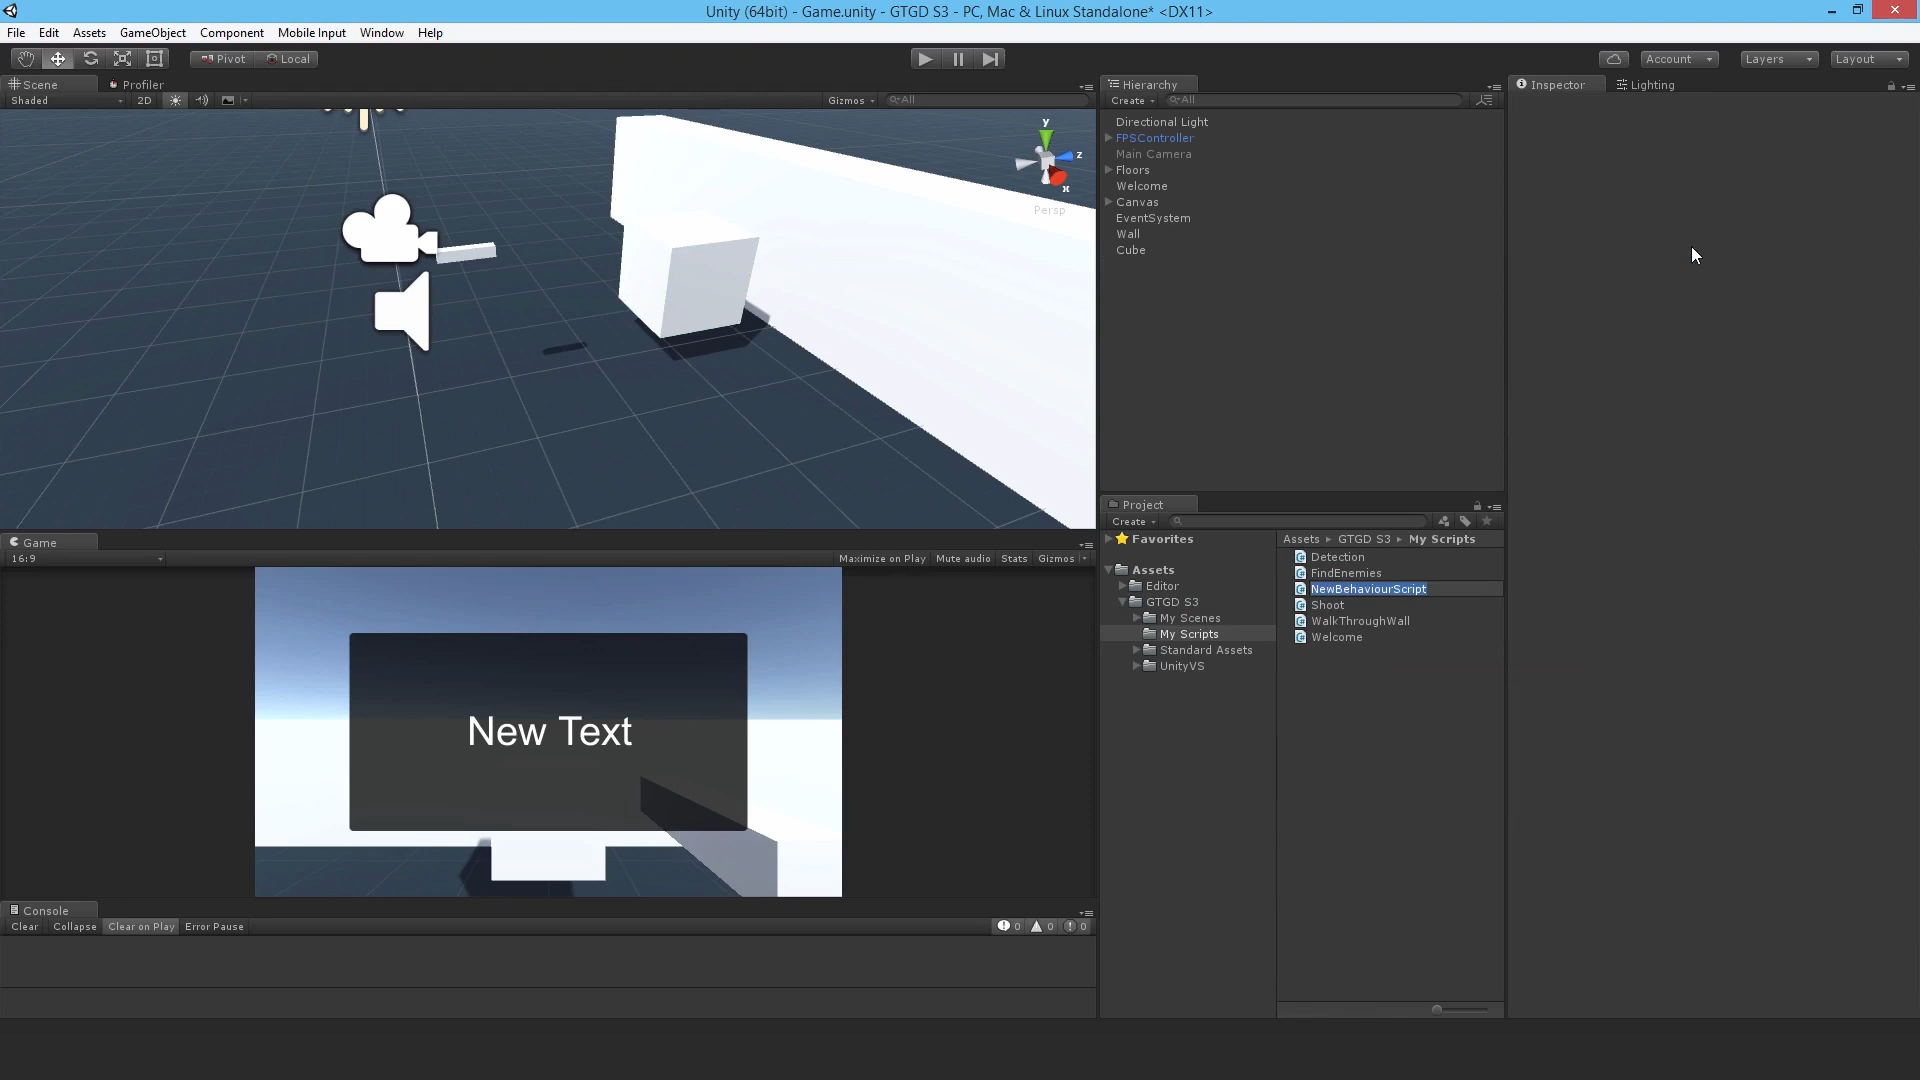 Unity (64bit) - Game.unity - GTGD S3 - PC, Mac & Linux Standalone* <DX11>
File Edit Assets GameObject Component Mobile Input Window Help
Pivot Local
Account Layers Layout
Scene Profiler
Shaded 2D Gizmos All
y
z
x
Persp
Hierarchy
Create All
Directional Light
FPSController
Main Camera
Floors
Welcome
Canvas
EventSystem
Wall
Cube
Inspector Lighting
Game
16:9 Maximize on Play Mute audio Stats Gizmos
New Text
Project
Create
Favorites
Assets
Editor
GTGD S3
My Scenes
My Scripts
Standard Assets
UnityVS
Assets GTGD S3 My Scripts
Detection
FindEnemies
NewBehaviourScript
Shoot
WalkThroughWall
Welcome
Console
Clear Collapse Clear on Play Error Pause 0 0 0